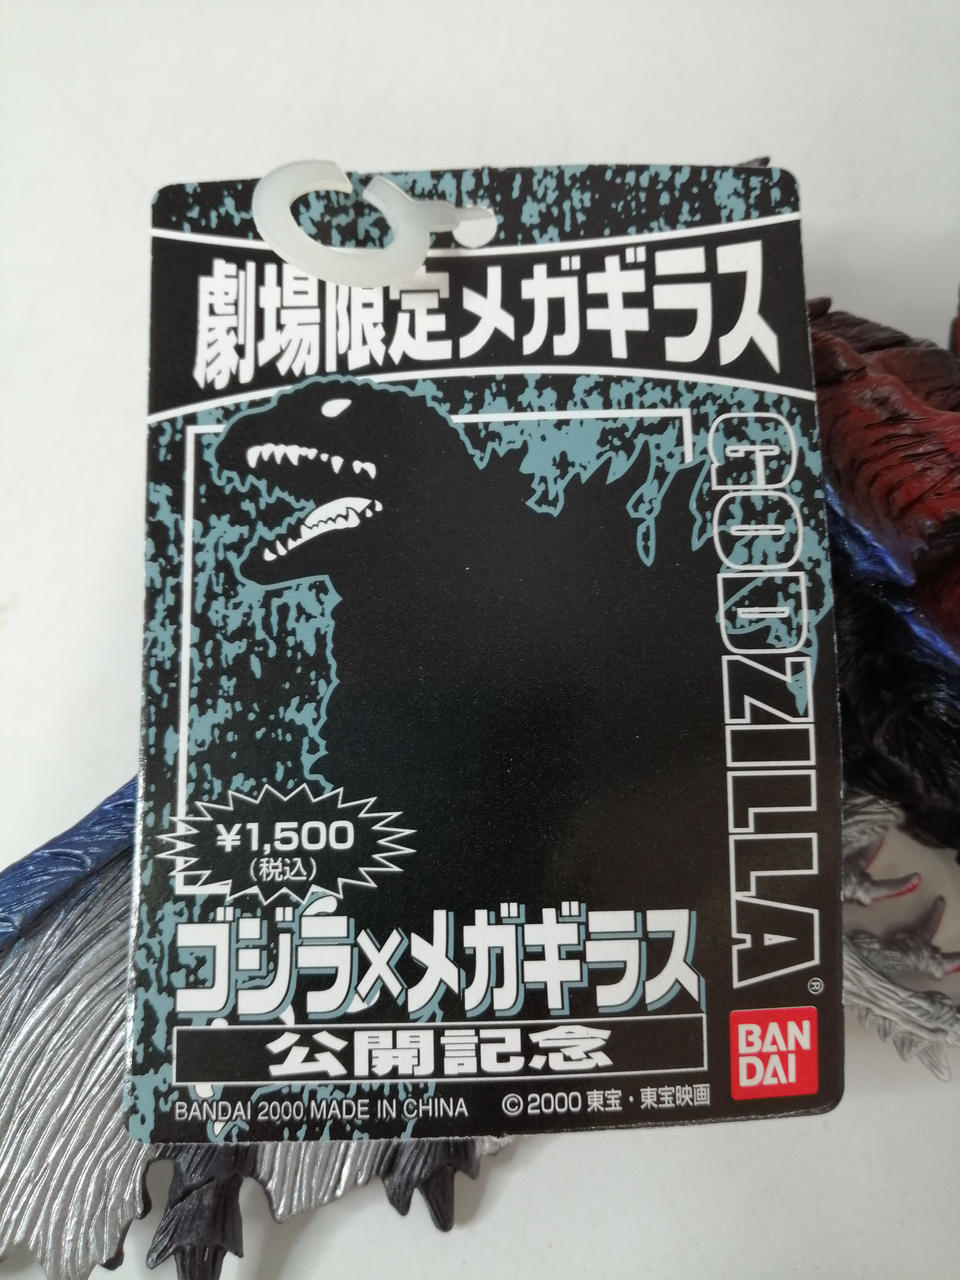 劇場限定メガギラス
GODZILLA®
¥1,500
(税込)
ゴジラ×メガギラス
公開記念
BAN
DAI
BANDAI 2000 MADE IN CHINA
©2000 東宝・東宝映画